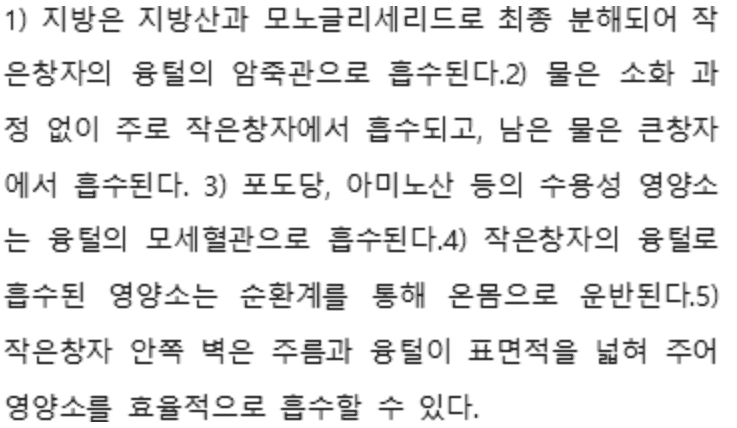 1) 지방은 지방산과 모노글리세리드로 최종 분해되어 작
은창자의 융털의 암죽관으로 흡수된다.2) 물은 소화 과
정 없이 주로 작은창자에서 흡수되고, 남은 물은 큰창자
에서 흡수된다. 3) 포도당, 아미노산 등의 수용성 영양소
는 융털의 모세혈관으로 흡수된다.4) 작은창자의 융털로
흡수된 영양소는 순환계를 통해 온몸으로 운반된다.5)
작은창자 안쪽 벽은 주름과 융털이 표면적을 넓혀 주어
영양소를 효율적으로 흡수할 수 있다.